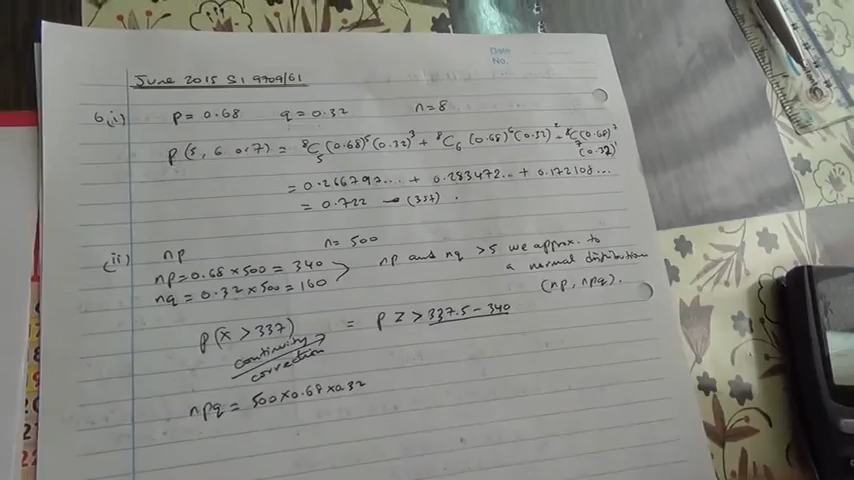 Date
No.
June 2015 S1 9709/61
6(i) p = 0.68 q = 0.32 n = 8
P(5, 6 or 7) = ⁸C₅ (0.68)⁵ (0.32)³ + ⁸C₆ (0.68)⁶ (0.32)² + ⁸C₇ (0.68)⁷ (0.32)¹
= 0.266797... + 0.283472.. + 0.172108...
= 0.722 (3sf).
(ii) np n = 500
np = 0.68 × 500 = 340
nq = 0.32 × 500 = 160
np and nq > 5 we approx. to
a normal distribution
(np, npq).
P(X > 337) = P Z > 337.5 - 340
continuity
correction
npq = 500 × 0.68 × 0.32